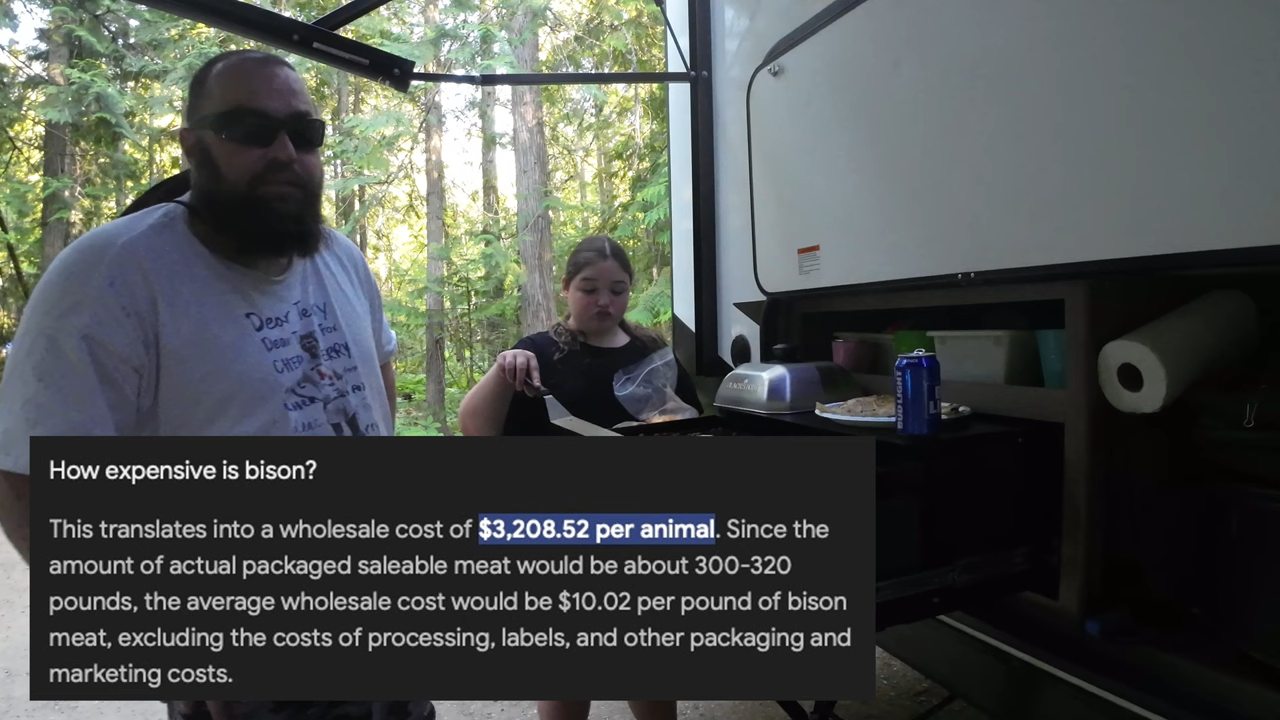 Dear Terry
Dear
For
CHEF
BUD LIGHT
How expensive is bison?
This translates into a wholesale cost of $3,208.52 per animal. Since the
amount of actual packaged saleable meat would be about 300-320
pounds, the average wholesale cost would be $10.02 per pound of bison
meat, excluding the costs of processing, labels, and other packaging and
marketing costs.